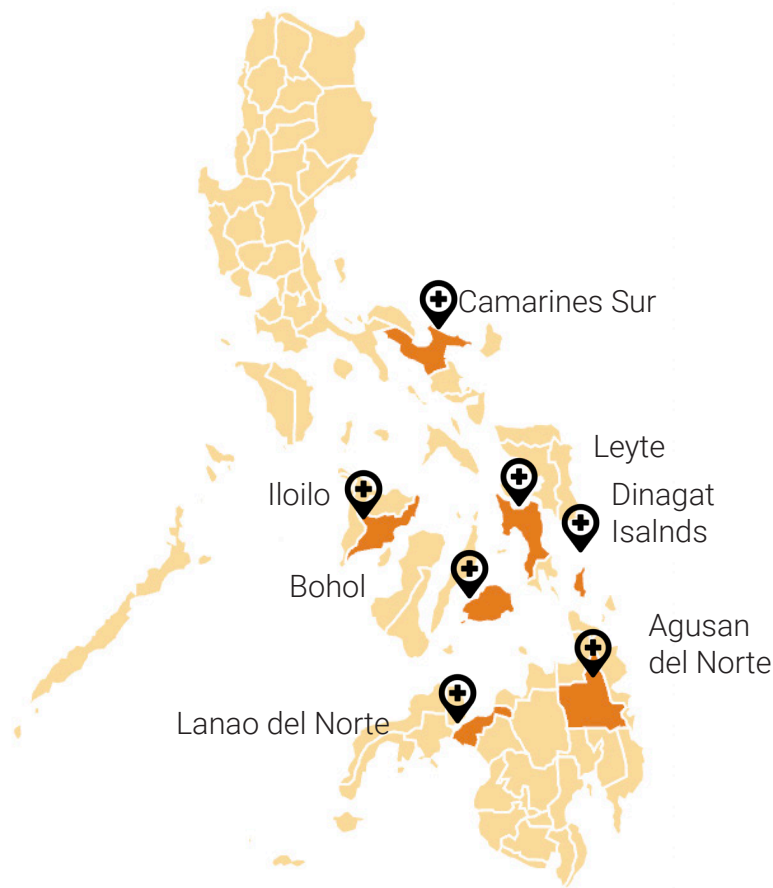 Camarines Sur
Leyte
Iloilo
Dinagat
Isalnds
Bohol
Agusan
del Norte
Lanao del Norte